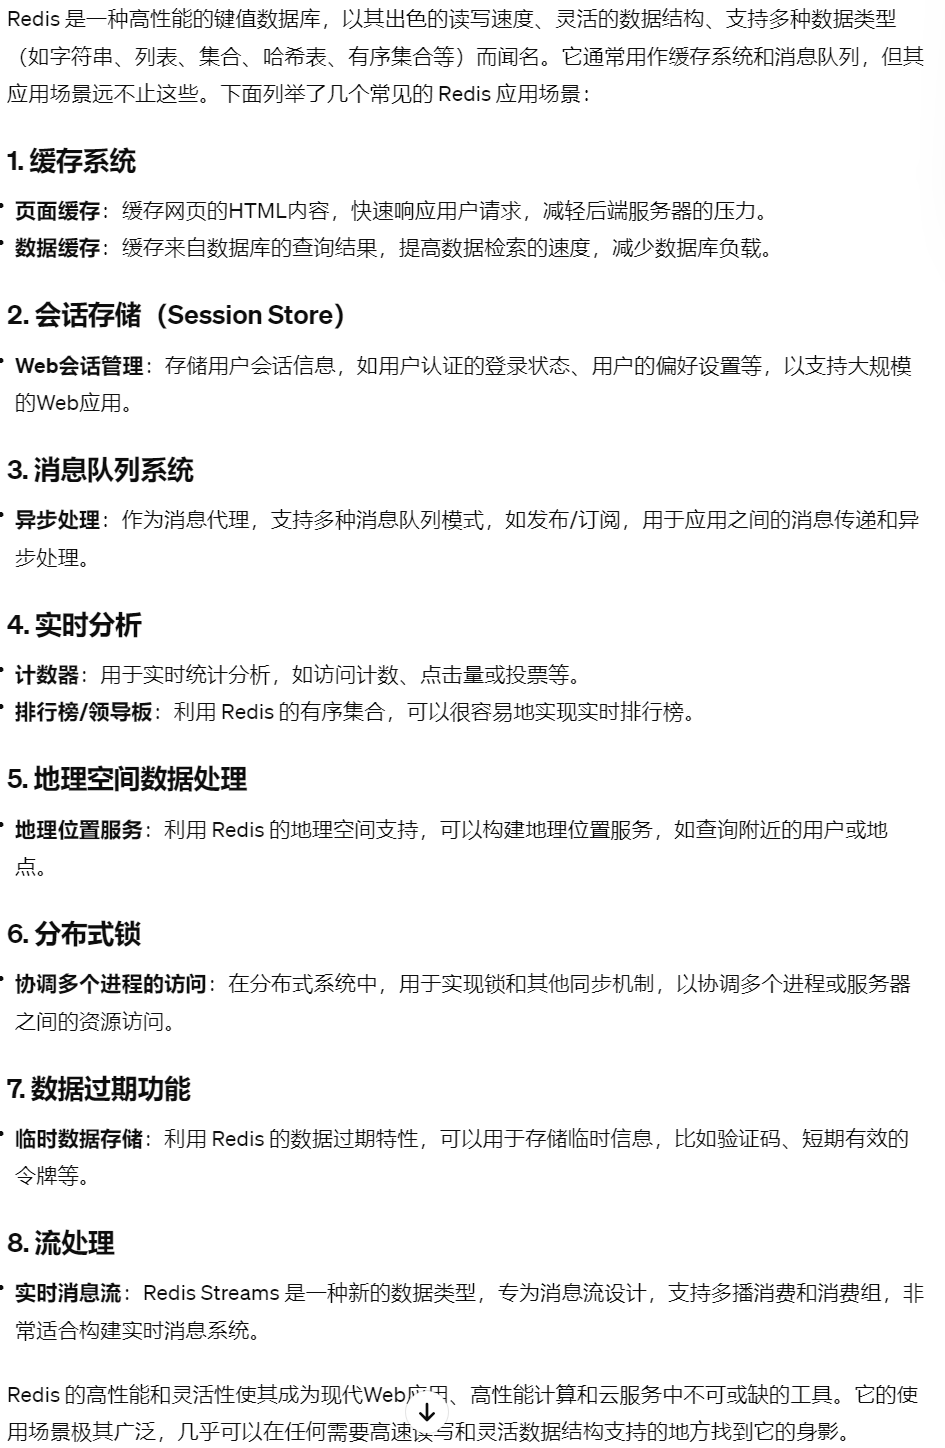 Redis 是一种高性能的键值数据库，以其出色的读写速度、灵活的数据结构、支持多种数据类型
（如字符串、列表、集合、哈希表、有序集合等）而闻名。它通常用作缓存系统和消息队列，但其
应用场景远不止这些。下面列举了几个常见的 Redis 应用场景：
1. 缓存系统
• 页面缓存：缓存网页的HTML内容，快速响应用户请求，减轻后端服务器的压力。
• 数据缓存：缓存来自数据库的查询结果，提高数据检索的速度，减少数据库负载。
2. 会话存储（Session Store）
• Web会话管理：存储用户会话信息，如用户认证的登录状态、用户的偏好设置等，以支持大规模
的Web应用。
3. 消息队列系统
• 异步处理：作为消息代理，支持多种消息队列模式，如发布/订阅，用于应用之间的消息传递和异
步处理。
4. 实时分析
• 计数器：用于实时统计分析，如访问计数、点击量或投票等。
• 排行榜/领导板：利用 Redis 的有序集合，可以很容易地实现实时排行榜。
5. 地理空间数据处理
• 地理位置服务：利用 Redis 的地理空间支持，可以构建地理位置服务，如查询附近的用户或地
点。
6. 分布式锁
• 协调多个进程的访问：在分布式系统中，用于实现锁和其他同步机制，以协调多个进程或服务器
之间的资源访问。
7. 数据过期功能
• 临时数据存储：利用 Redis 的数据过期特性，可以用于存储临时信息，比如验证码、短期有效的
令牌等。
8. 流处理
• 实时消息流：Redis Streams 是一种新的数据类型，专为消息流设计，支持多播消费和消费组，非
常适合构建实时消息系统。
Redis 的高性能和灵活性使其成为现代Web应用、高性能计算和云服务中不可或缺的工具。它的使
用场景极其广泛，几乎可以在任何需要高速读写和灵活数据结构支持的地方找到它的身影。